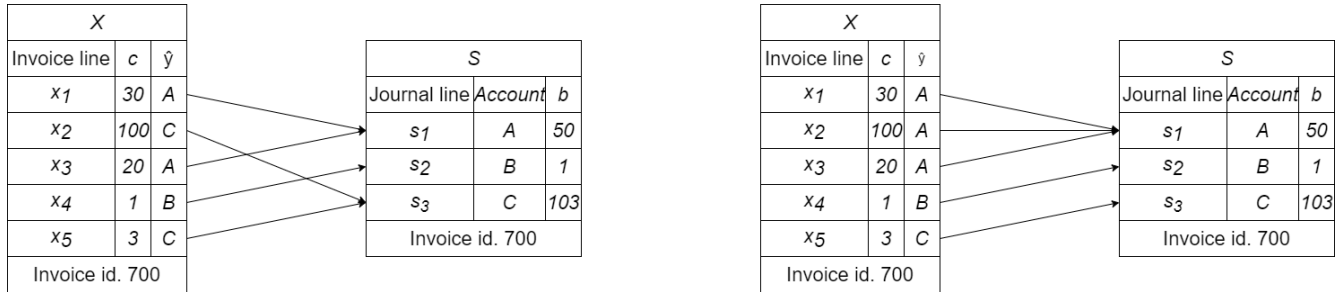 X
Invoice line c ŷ
x1 30 A
x2 100 C
x3 20 A
x4 1 B
x5 3 C
Invoice id. 700
S
Journal line Account b
s1 A 50
s2 B 1
s3 C 103
Invoice id. 700
X
Invoice line c ŷ
x1 30 A
x2 100 A
x3 20 A
x4 1 B
x5 3 C
Invoice id. 700
S
Journal line Account b
s1 A 50
s2 B 1
s3 C 103
Invoice id. 700